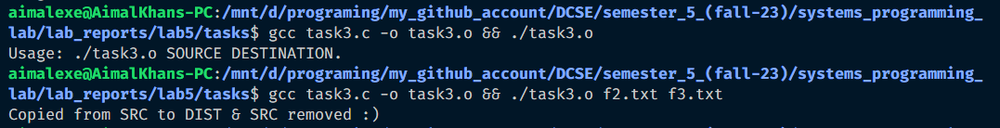 aimalexe@AimalKhans-PC:/mnt/d/programing/my_github_account/DCSE/semester_5_(fall-23)/systems_programming_
lab/lab_reports/lab5/tasks$ gcc task3.c -o task3.o && ./task3.o
Usage: ./task3.o SOURCE DESTINATION.
aimalexe@AimalKhans-PC:/mnt/d/programing/my_github_account/DCSE/semester_5_(fall-23)/systems_programming_
lab/lab_reports/lab5/tasks$ gcc task3.c -o task3.o && ./task3.o f2.txt f3.txt
Copied from SRC to DIST & SRC removed :)